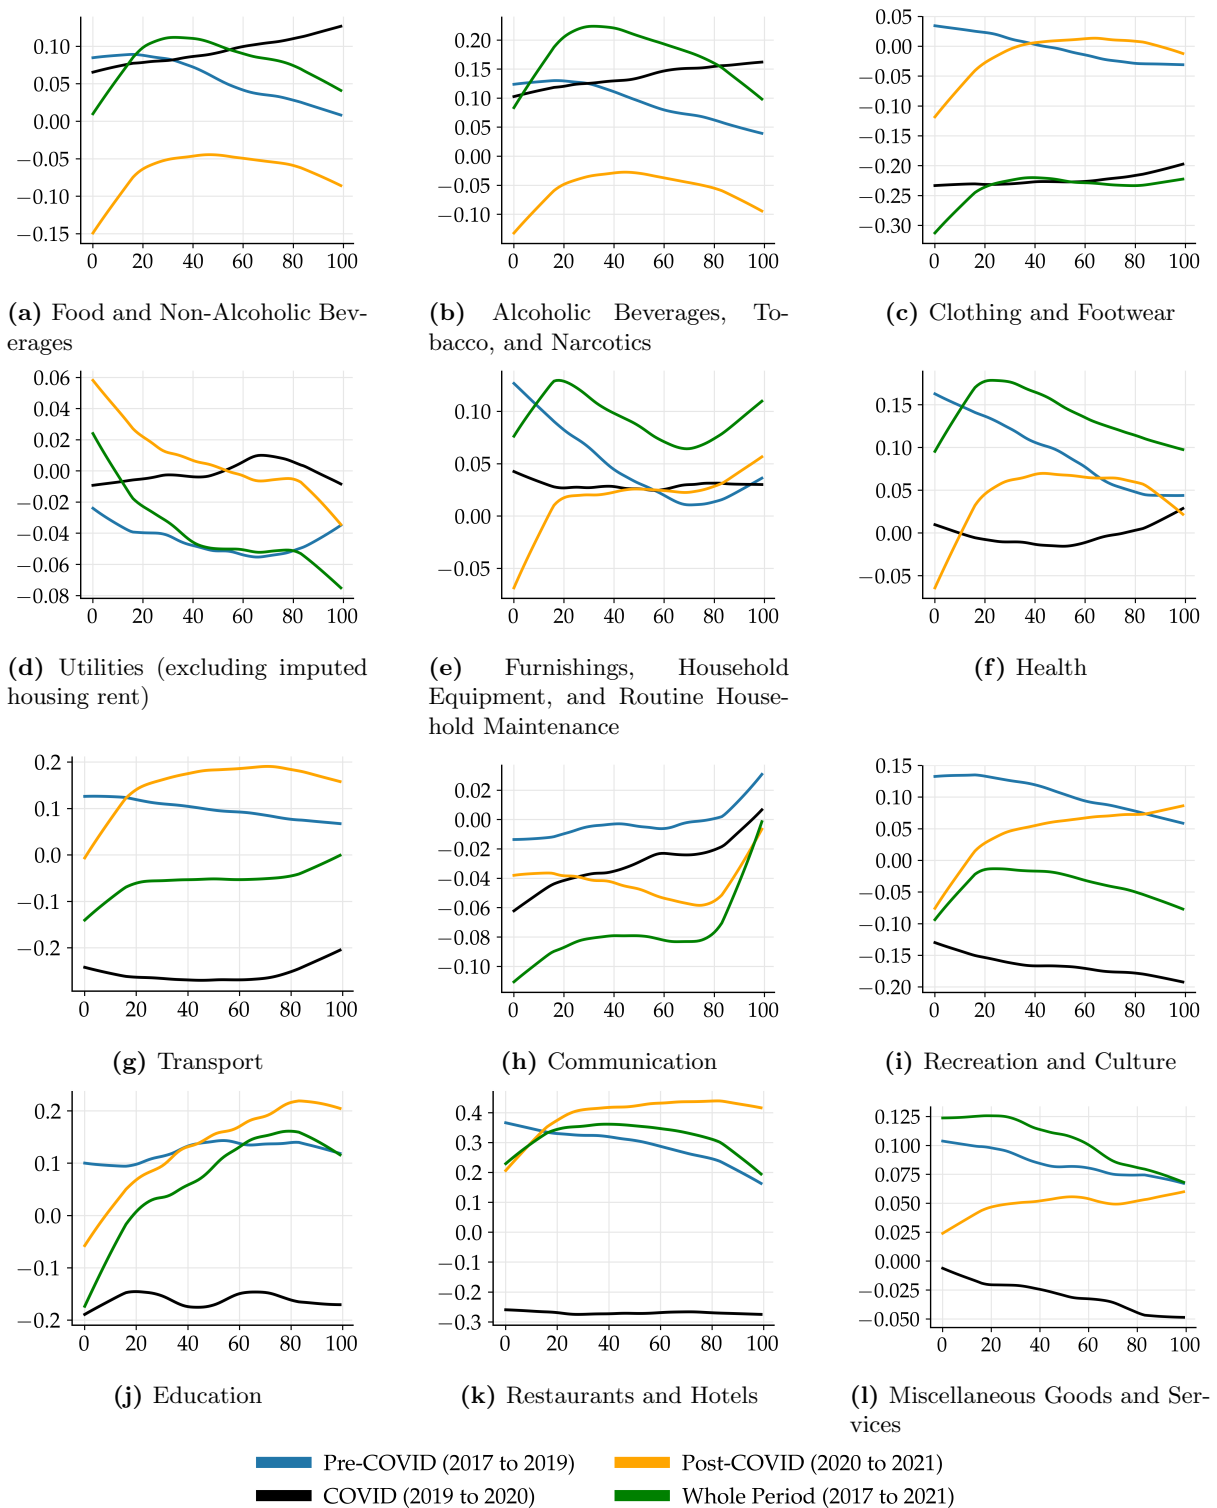 0.10
0.05
0.00
−0.05
−0.10
−0.15
0 20 40 60 80 100
(a) Food and Non-Alcoholic Bev-
erages
0.20
0.15
0.10
0.05
0.00
−0.05
−0.10
0 20 40 60 80 100
(b) Alcoholic Beverages, To-
bacco, and Narcotics
0.05
0.00
−0.05
−0.10
−0.15
−0.20
−0.25
−0.30
0 20 40 60 80 100
(c) Clothing and Footwear
0.06
0.04
0.02
0.00
−0.02
−0.04
−0.06
−0.08
0 20 40 60 80 100
(d) Utilities (excluding imputed
housing rent)
0.10
0.05
0.00
−0.05
0 20 40 60 80 100
(e) Furnishings, Household
Equipment, and Routine House-
hold Maintenance
0.15
0.10
0.05
0.00
−0.05
0 20 40 60 80 100
(f) Health
0.2
0.1
0.0
−0.1
−0.2
0 20 40 60 80 100
(g) Transport
0.02
0.00
−0.02
−0.04
−0.06
−0.08
−0.10
0 20 40 60 80 100
(h) Communication
0.15
0.10
0.05
0.00
−0.05
−0.10
−0.15
−0.20
0 20 40 60 80 100
(i) Recreation and Culture
0.2
0.1
0.0
−0.1
−0.2
0 20 40 60 80 100
(j) Education
0.4
0.3
0.2
0.1
0.0
−0.1
−0.2
−0.3
0 20 40 60 80 100
(k) Restaurants and Hotels
0.125
0.100
0.075
0.050
0.025
0.000
−0.025
−0.050
0 20 40 60 80 100
(l) Miscellaneous Goods and Ser-
vices
Pre-COVID (2017 to 2019)
COVID (2019 to 2020)
Post-COVID (2020 to 2021)
Whole Period (2017 to 2021)